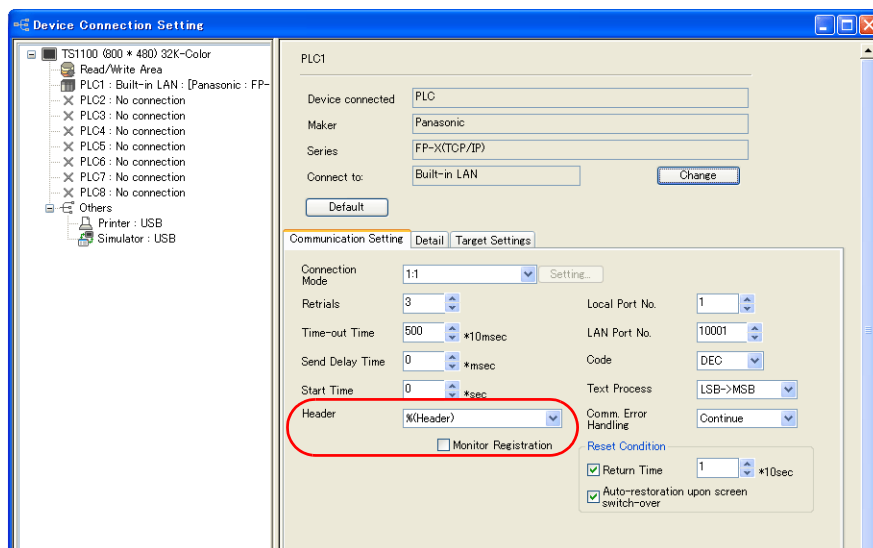 Device Connection Setting
TS1100 (800 * 480) 32K-Color
Read/Write Area
PLC1 : Built-in LAN : [Panasonic : FP-
PLC2 : No connection
PLC3 : No connection
PLC4 : No connection
PLC5 : No connection
PLC6 : No connection
PLC7 : No connection
PLC8 : No connection
Others
Printer : USB
Simulator : USB
PLC1
Device connected PLC
Maker Panasonic
Series FP-X(TCP/IP)
Connect to: Built-in LAN Change
Default
Communication Setting Detail Target Settings
Connection Mode 1:1 Setting...
Retrials 3
Time-out Time 500 *10msec
Send Delay Time 0 *msec
Start Time 0 *sec
Header %(Header)
Monitor Registration
Local Port No. 1
LAN Port No. 10001
Code DEC
Text Process LSB->MSB
Comm. Error Handling Continue
Reset Condition
Return Time 1 *10sec
Auto-restoration upon screen
switch-over